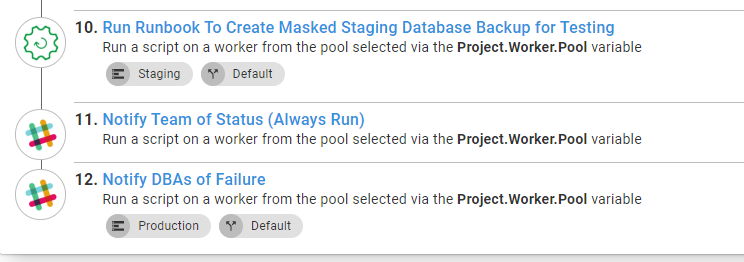 10. Run Runbook To Create Masked Staging Database Backup for Testing
Run a script on a worker from the pool selected via the Project.Worker.Pool variable
Staging Default
11. Notify Team of Status (Always Run)
Run a script on a worker from the pool selected via the Project.Worker.Pool variable
12. Notify DBAs of Failure
Run a script on a worker from the pool selected via the Project.Worker.Pool variable
Production Default